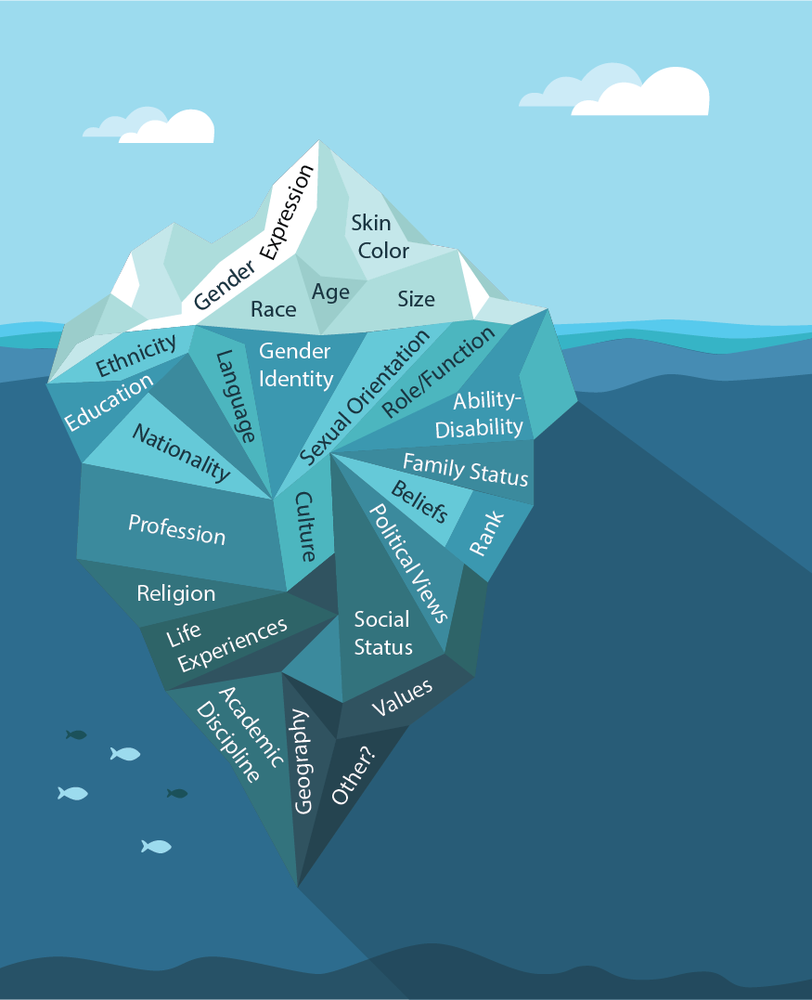 Gender Expression
Skin
Color
Race
Age
Size
Ethnicity
Language
Gender
Identity
Sexual Orientation
Role/Function
Education
Ability-
Disability
Nationality
Family Status
Beliefs
Rank
Culture
Profession
Political Views
Religion
Life
Experiences
Social
Status
Values
Academic
Discipline
Geography
Other?